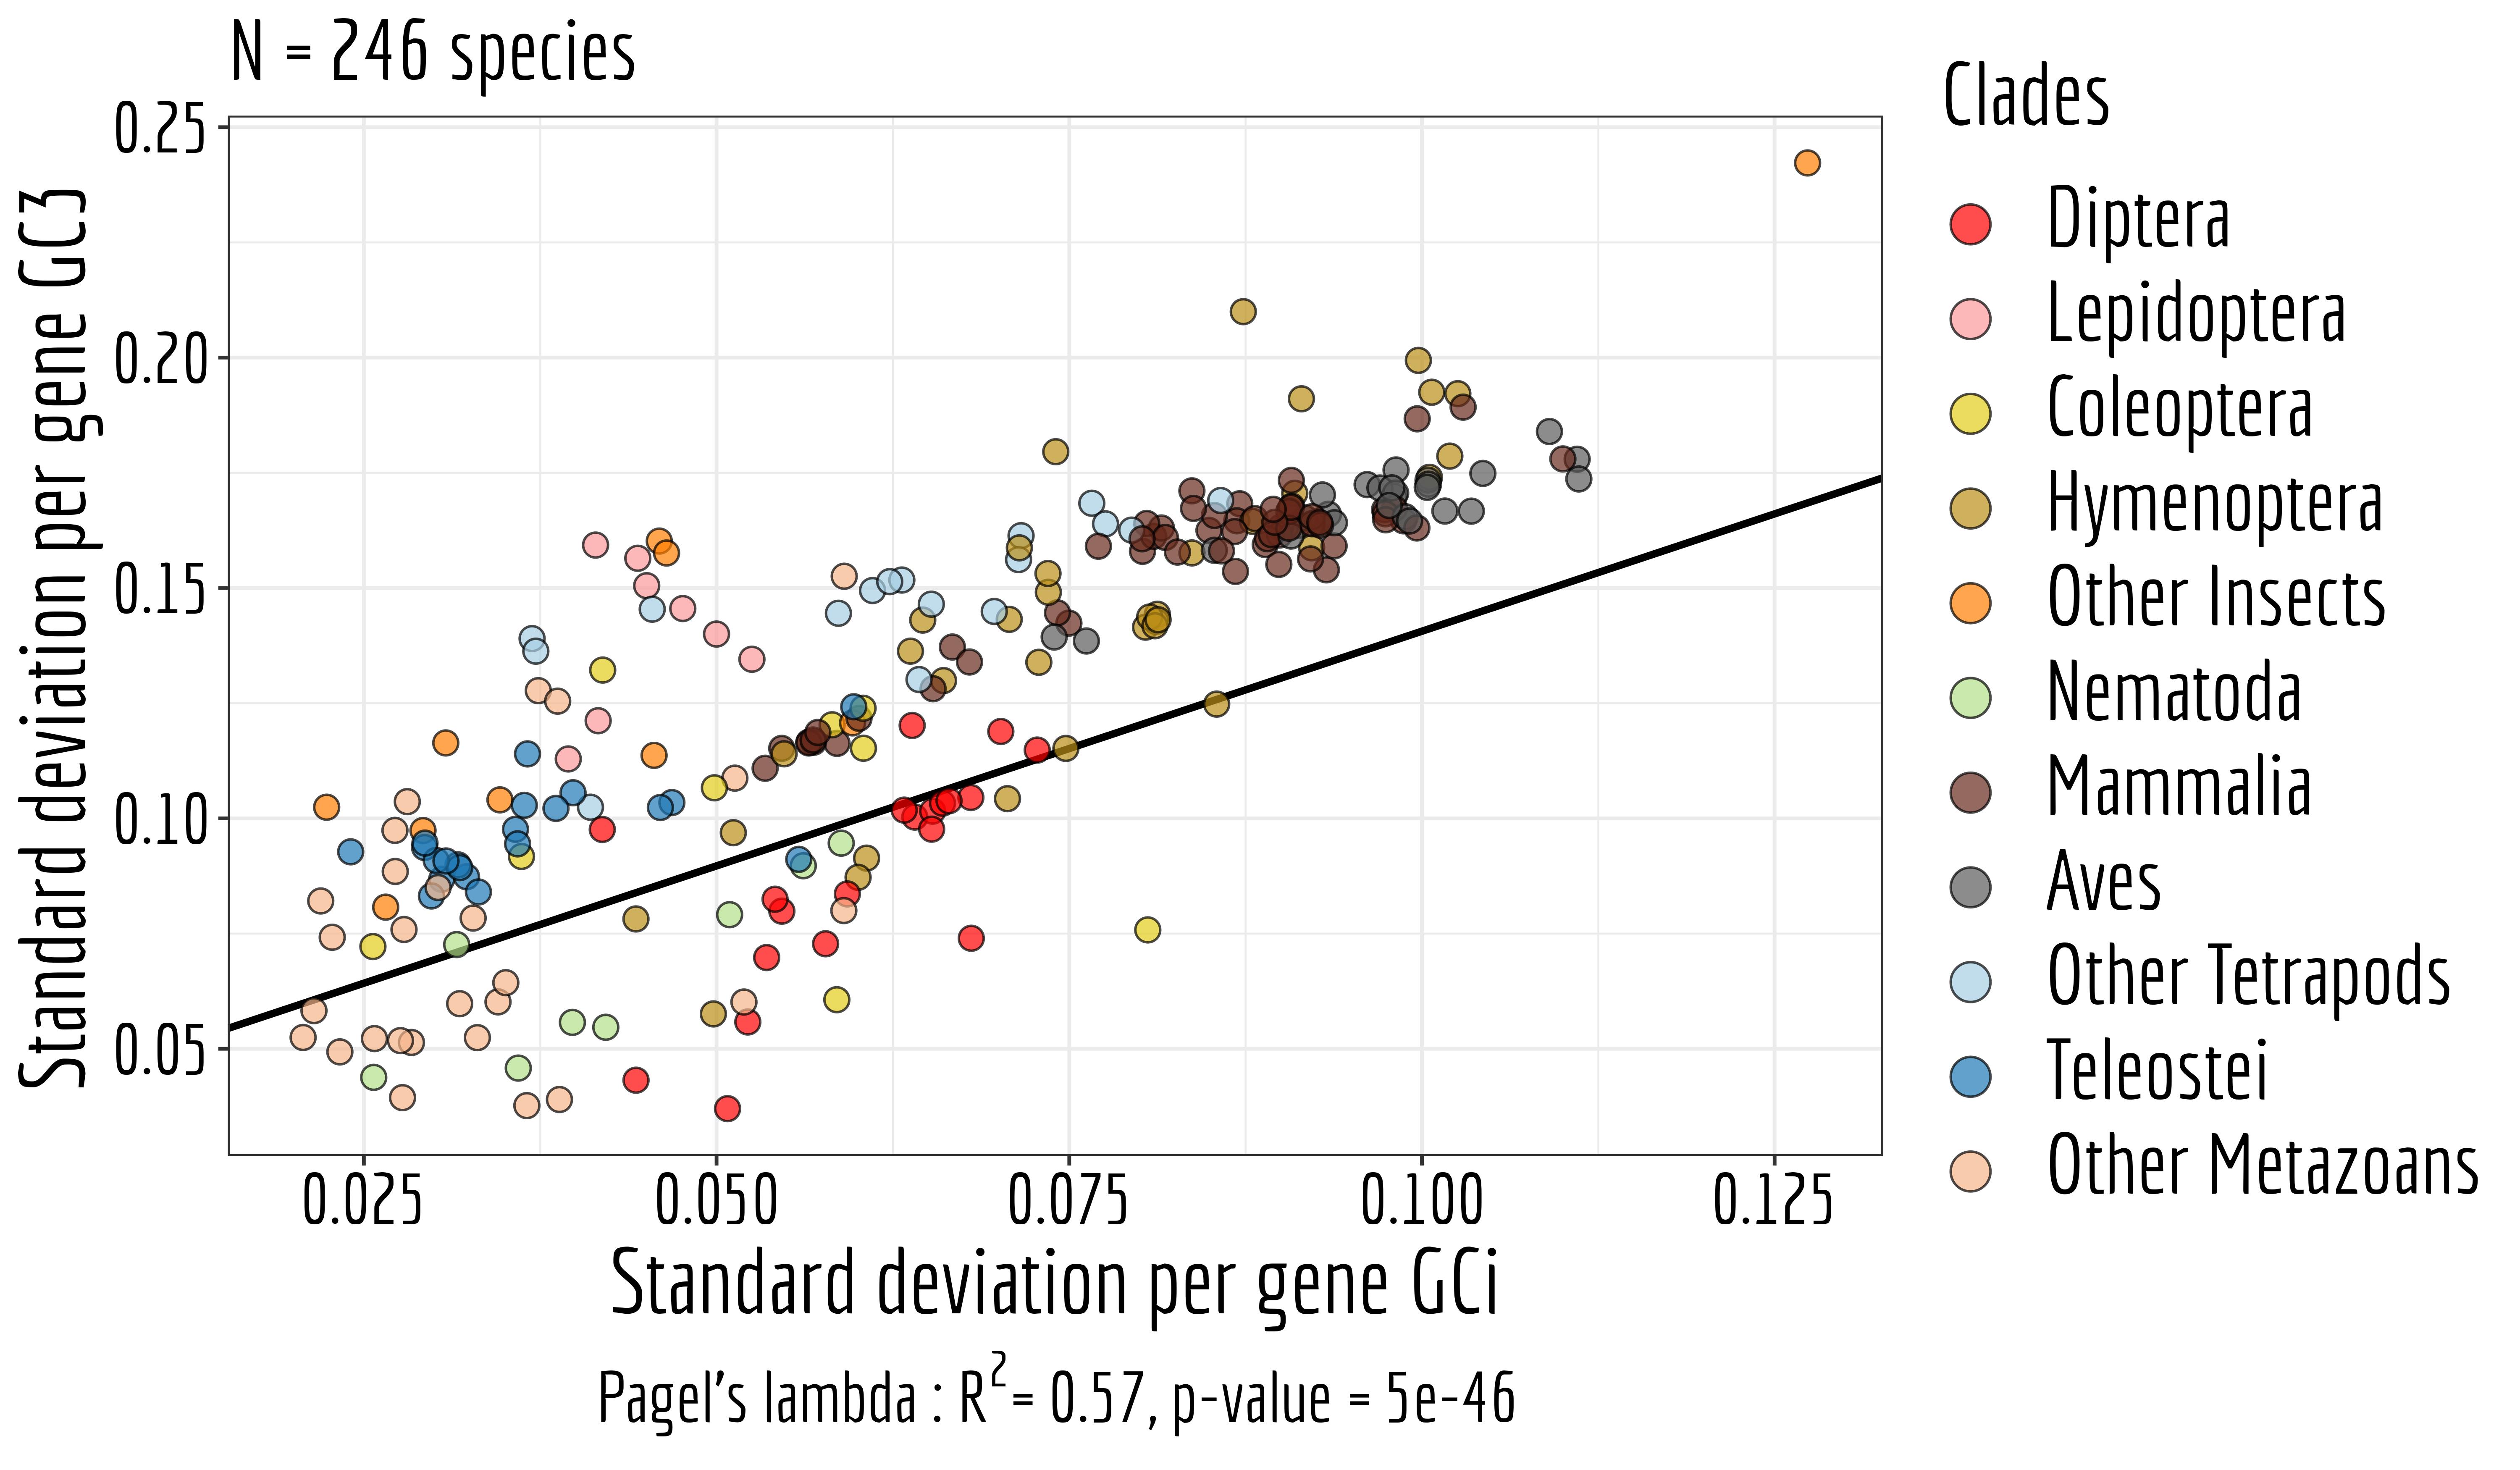 N = 246 species
Standard deviation per gene GC3
0.25
0.20
0.15
0.10
0.05
0.025
0.050
0.075
0.100
0.125
Standard deviation per gene GCi
Pagel's lambda : R2= 0.57, p-value = 5e-46
Clades
Diptera
Lepidoptera
Coleoptera
Hymenoptera
Other Insects
Nematoda
Mammalia
Aves
Other Tetrapods
Teleostei
Other Metazoans